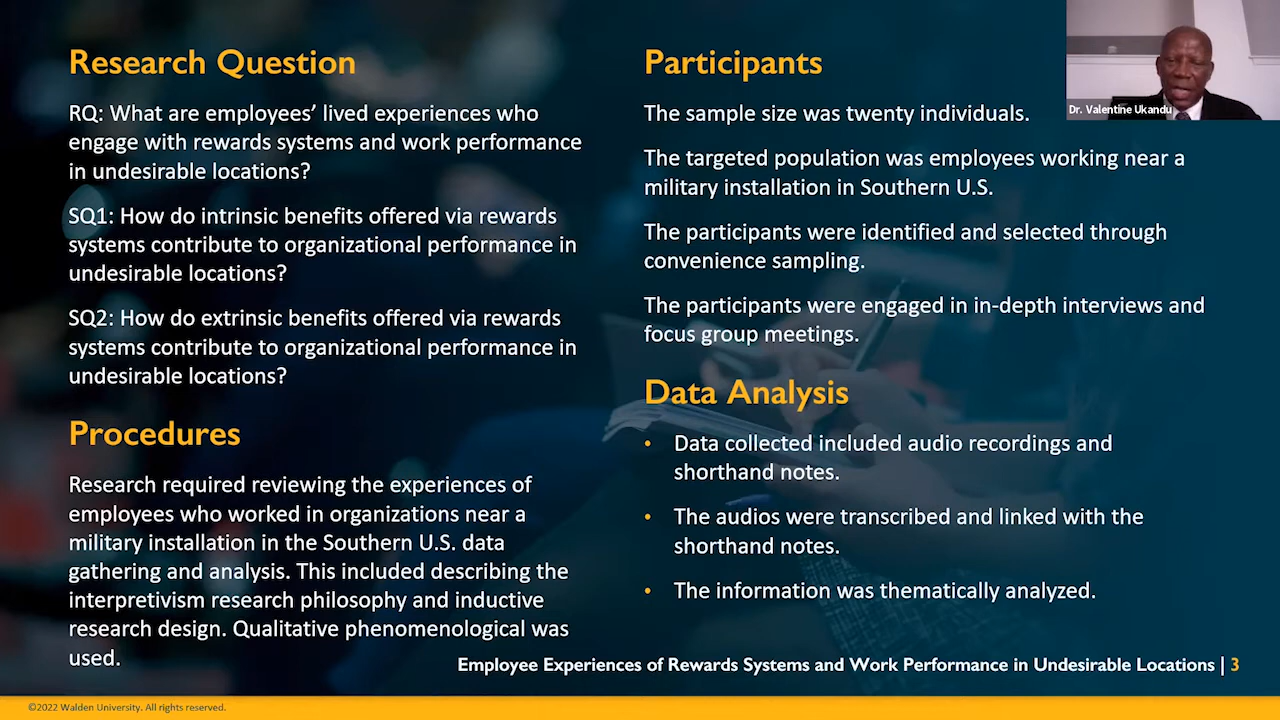 Research Question
RQ: What are employees’ lived experiences who
engage with rewards systems and work performance
in undesirable locations?
SQ1: How do intrinsic benefits offered via rewards
systems contribute to organizational performance in
undesirable locations?
SQ2: How do extrinsic benefits offered via rewards
systems contribute to organizational performance in
undesirable locations?
Procedures
Research required reviewing the experiences of
employees who worked in organizations near a
military installation in the Southern U.S. data
gathering and analysis. This included describing the
interpretivism research philosophy and inductive
research design. Qualitative phenomenological was
used.
Participants
The sample size was twenty individuals.
The targeted population was employees working near a
military installation in Southern U.S.
The participants were identified and selected through
convenience sampling.
The participants were engaged in in-depth interviews and
focus group meetings.
Data Analysis
• Data collected included audio recordings and
shorthand notes.
• The audios were transcribed and linked with the
shorthand notes.
• The information was thematically analyzed.
Dr. Valentine Ukandu
Employee Experiences of Rewards Systems and Work Performance in Undesirable Locations | 3
©2022 Walden University. All rights reserved.